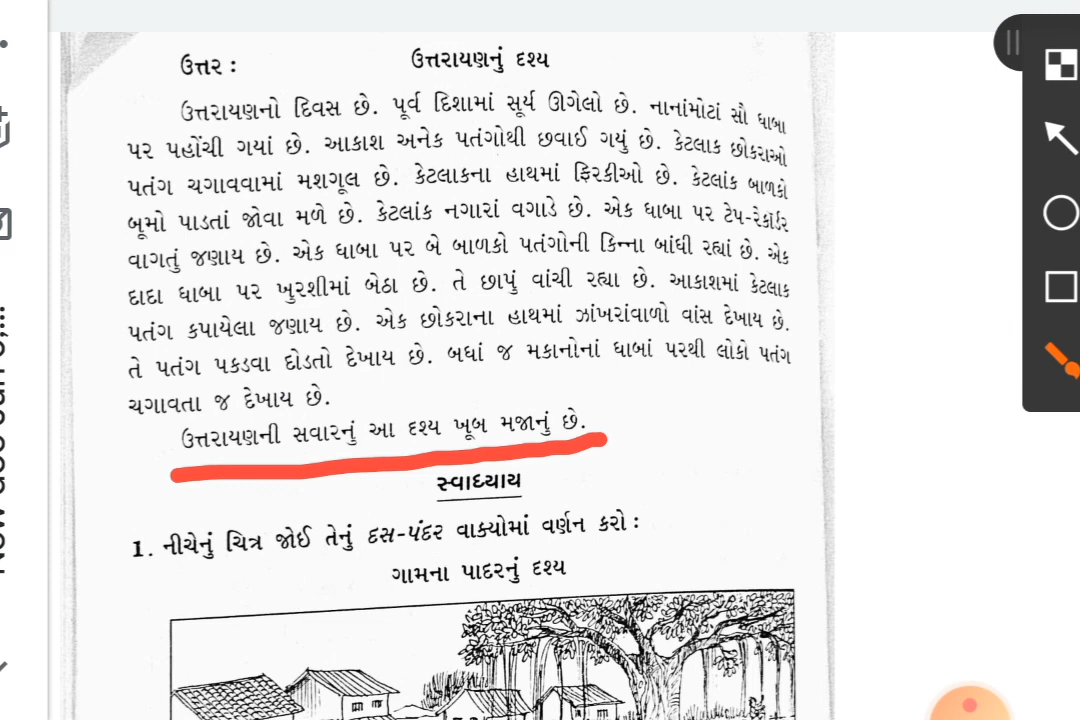 ઉત્તર : ઉત્તરાયણનું દૃશ્ય
ઉત્તરાયણનો દિવસ છે. પૂર્વ દિશામાં સૂર્ય ઊગેલો છે. નાનાંમોટાં સૌ ધાબા
પર પહોંચી ગયાં છે. આકાશ અનેક પતંગોથી છવાઈ ગયું છે. કેટલાક છોકરાઓ
પતંગ ચગાવવામાં મશગૂલ છે. કેટલાકના હાથમાં ફિરકીઓ છે. કેટલાંક બાળકો
બૂમો પાડતાં જોવા મળે છે. કેટલાંક નગારાં વગાડે છે. એક ધાબા પર ટેપ-રેકૉર્ડર
વાગતું જણાય છે. એક ધાબા પર બે બાળકો પતંગોની કિન્ના બાંધી રહ્યાં છે. એક
દાદા ધાબા પર ખુરશીમાં બેઠા છે. તે છાપું વાંચી રહ્યા છે. આકાશમાં કેટલાક
પતંગ કપાયેલા જણાય છે. એક છોકરાના હાથમાં ઝાંખરાંવાળો વાંસ દેખાય છે.
તે પતંગ પકડવા દોડતો દેખાય છે. બધાં જ મકાનોનાં ધાબાં પરથી લોકો પતંગ
ચગાવતા જ દેખાય છે.
ઉત્તરાયણની સવારનું આ દૃશ્ય ખૂબ મજાનું છે.
સ્વાધ્યાય
1. નીચેનું ચિત્ર જોઈ તેનું દસ-પંદર વાક્યોમાં વર્ણન કરો :
ગામના પાદરનું દૃશ્ય